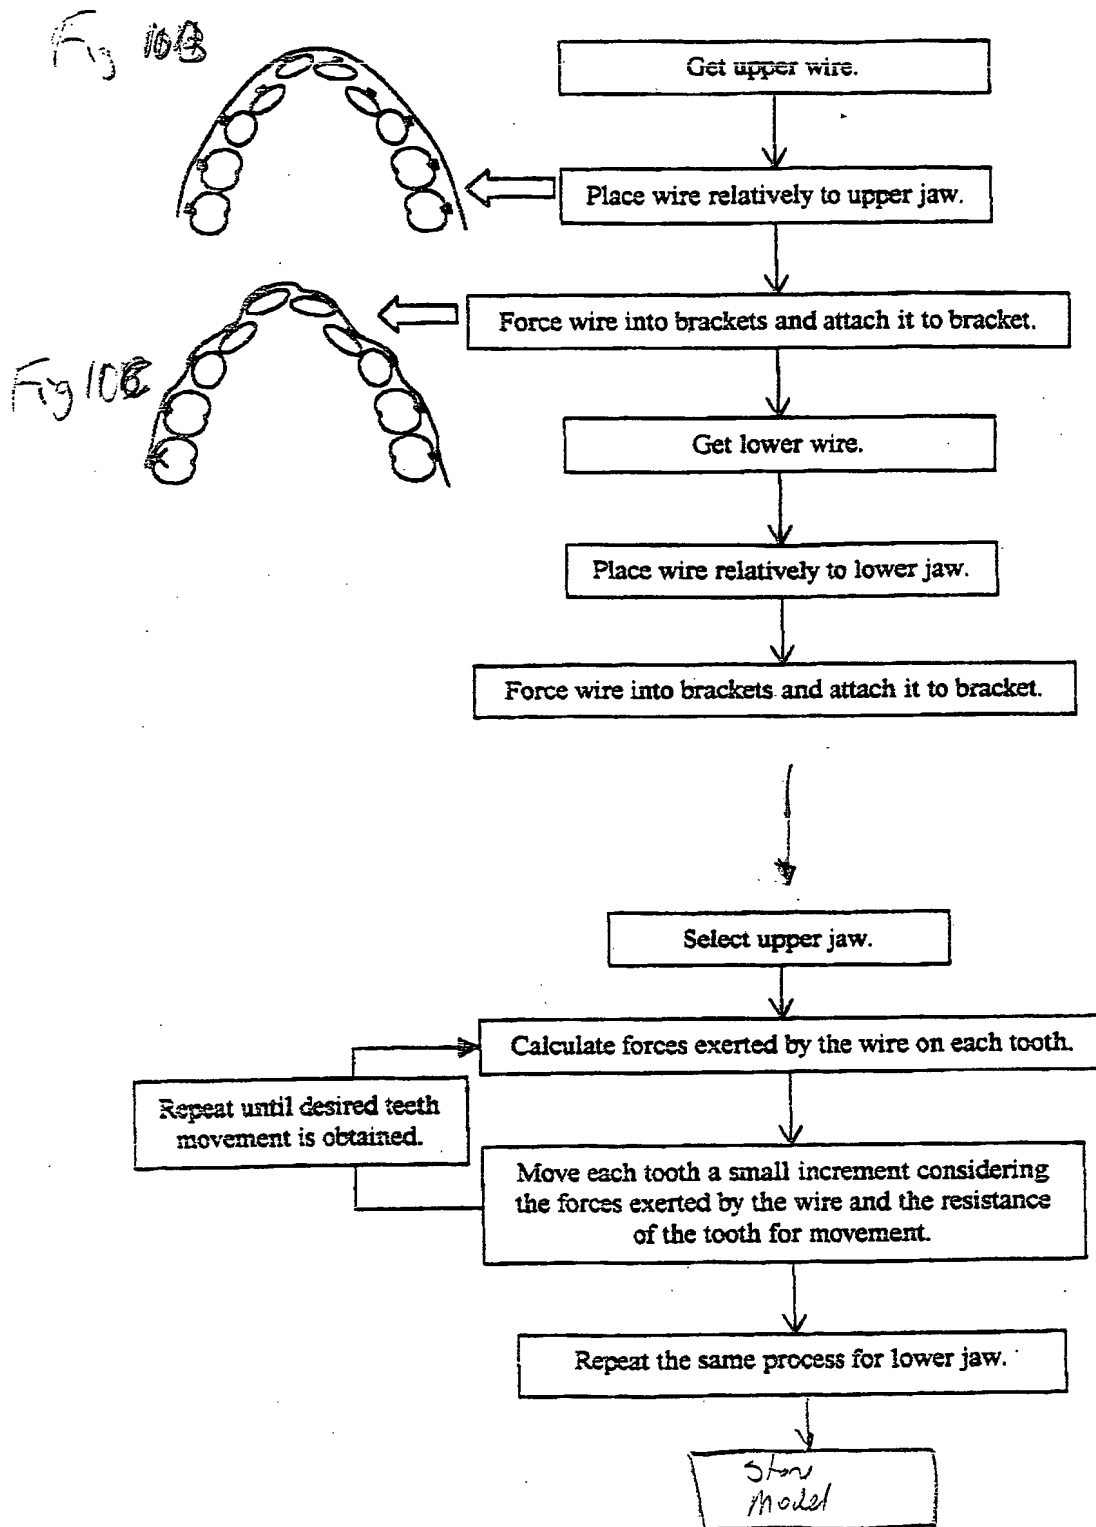 Fig 10B
Get upper wire.
Place wire relatively to upper jaw.
Force wire into brackets and attach it to bracket.
Fig 10C
Get lower wire.
Place wire relatively to lower jaw.
Force wire into brackets and attach it to bracket.
Select upper jaw.
Calculate forces exerted by the wire on each tooth.
Repeat until desired teeth
movement is obtained.
Move each tooth a small increment considering
the forces exerted by the wire and the resistance
of the tooth for movement.
Repeat the same process for lower jaw.
Store
Model